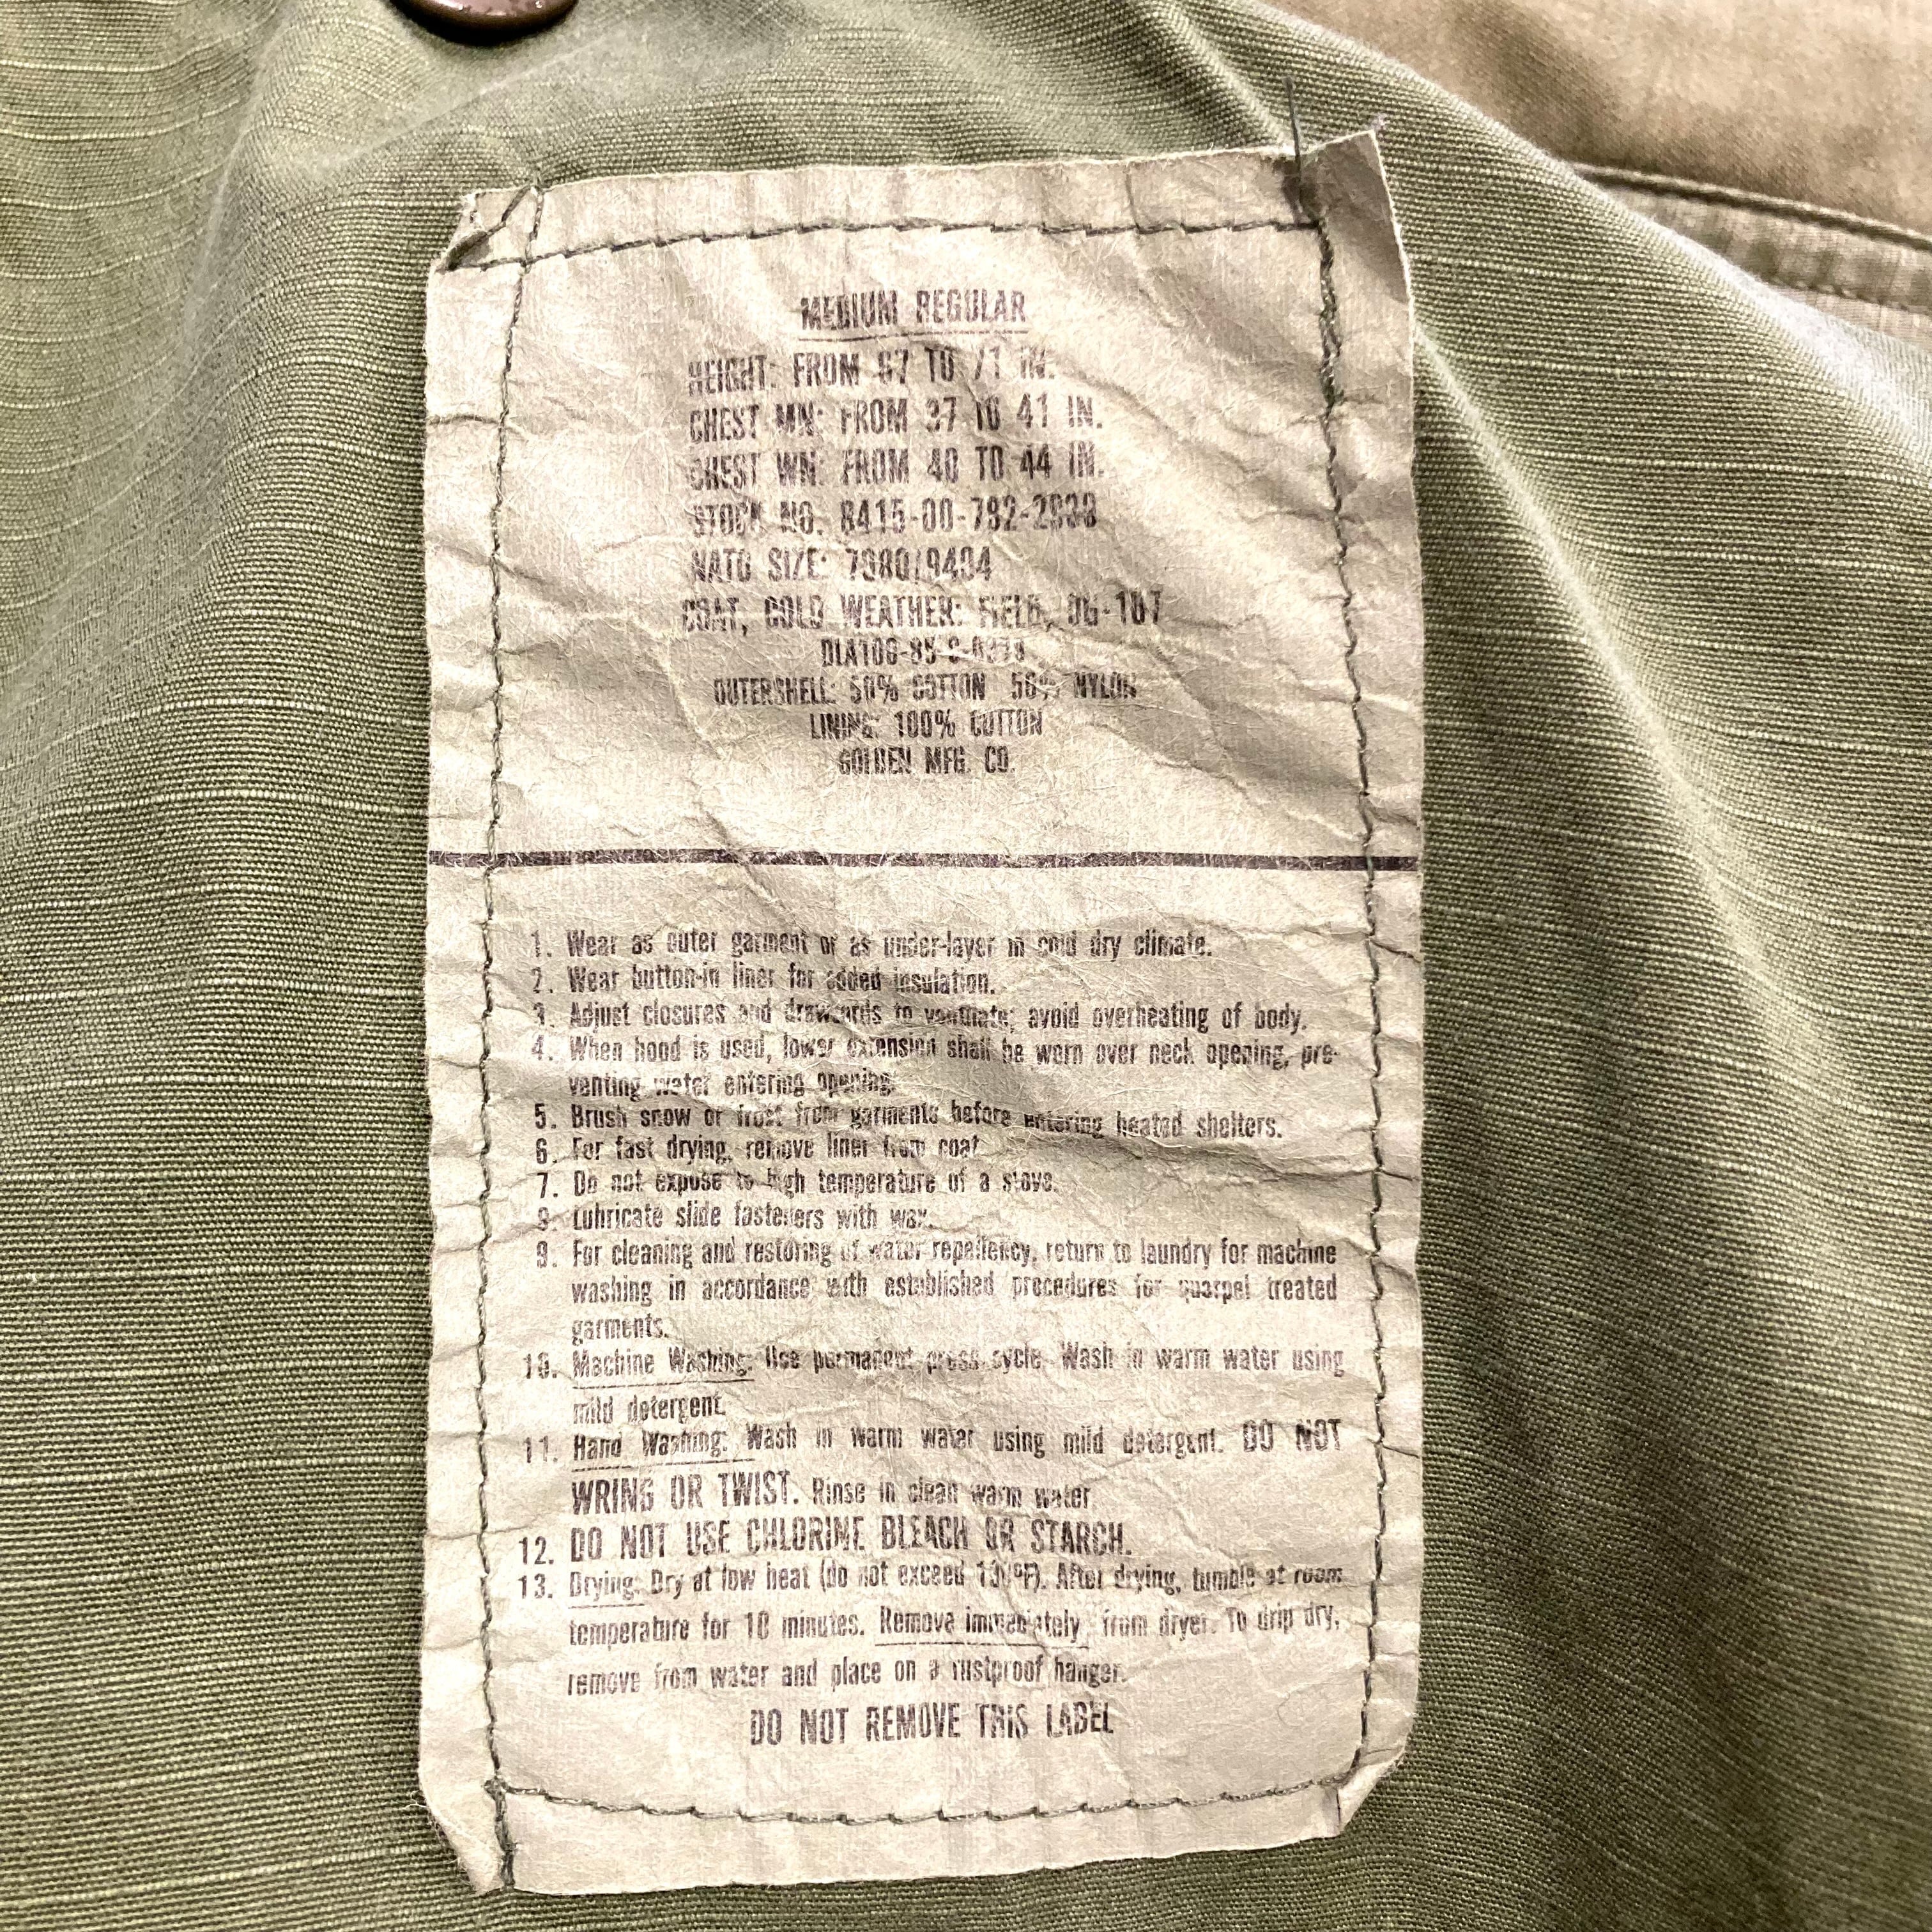 MEDIUM REGULAR
HEIGHT: FROM 67 TO 71 IN.
CHEST MN: FROM 37 TO 41 IN.
CHEST WN: FROM 40 TO 44 IN.
STOCK NO.
NATO SIZE:
COAT, COLD WEATHER: FIELD, OG-107
OUTERSHELL: 50% COTTON 50% NYLON
LINING: 100% COTTON
GOLDEN MFG. CO.
1. Wear as outer garment or as under-layer in cold dry climate.
2. Wear button-in liner for added insulation.
3. Adjust closures and drawcords to ventilate; avoid overheating of body.
4. When hood is used, lower extension shall be worn over neck opening, pre-
venting water entering opening.
5. Brush snow or frost from garments before entering heated shelters.
6. For fast drying, remove liner from coat.
7. Do not expose to high temperature of a stove.
8. Lubricate slide fasteners with wax.
9. For cleaning and restoring of water repellency, return to laundry for machine
washing in accordance with established procedures for quarpel treated
garments.
10. Machine Washing: Use permanent press cycle. Wash in warm water using
mild detergent.
11. Hand Washing: Wash in warm water using mild detergent. DO NOT
WRING OR TWIST. Rinse in clean warm water.
12. DO NOT USE CHLORINE BLEACH OR STARCH.
13. Drying: Dry at low heat (do not exceed After drying, tumble at room
temperature for 10 minutes. Remove immediately from dryer. To drip dry,
remove from water and place on a rustproof hanger.
DO NOT REMOVE THIS LABEL